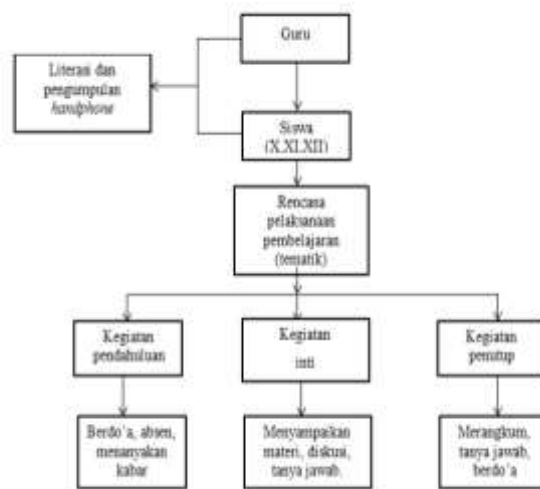 Guru
Literasi dan
pengumpulan
handphone
Siswa
(X,XI,XII)
Rencana
pelaksanaan
pembelajaran
(tematik)
Kegiatan
pendahuluan
Kegiatan
inti
Kegiatan
penutup
Berdo'a, absen,
menanyakan
kabar
Menyampaikan
materi, diskusi,
tanya jawab.
Merangkum,
tanya jawab,
berdo'a